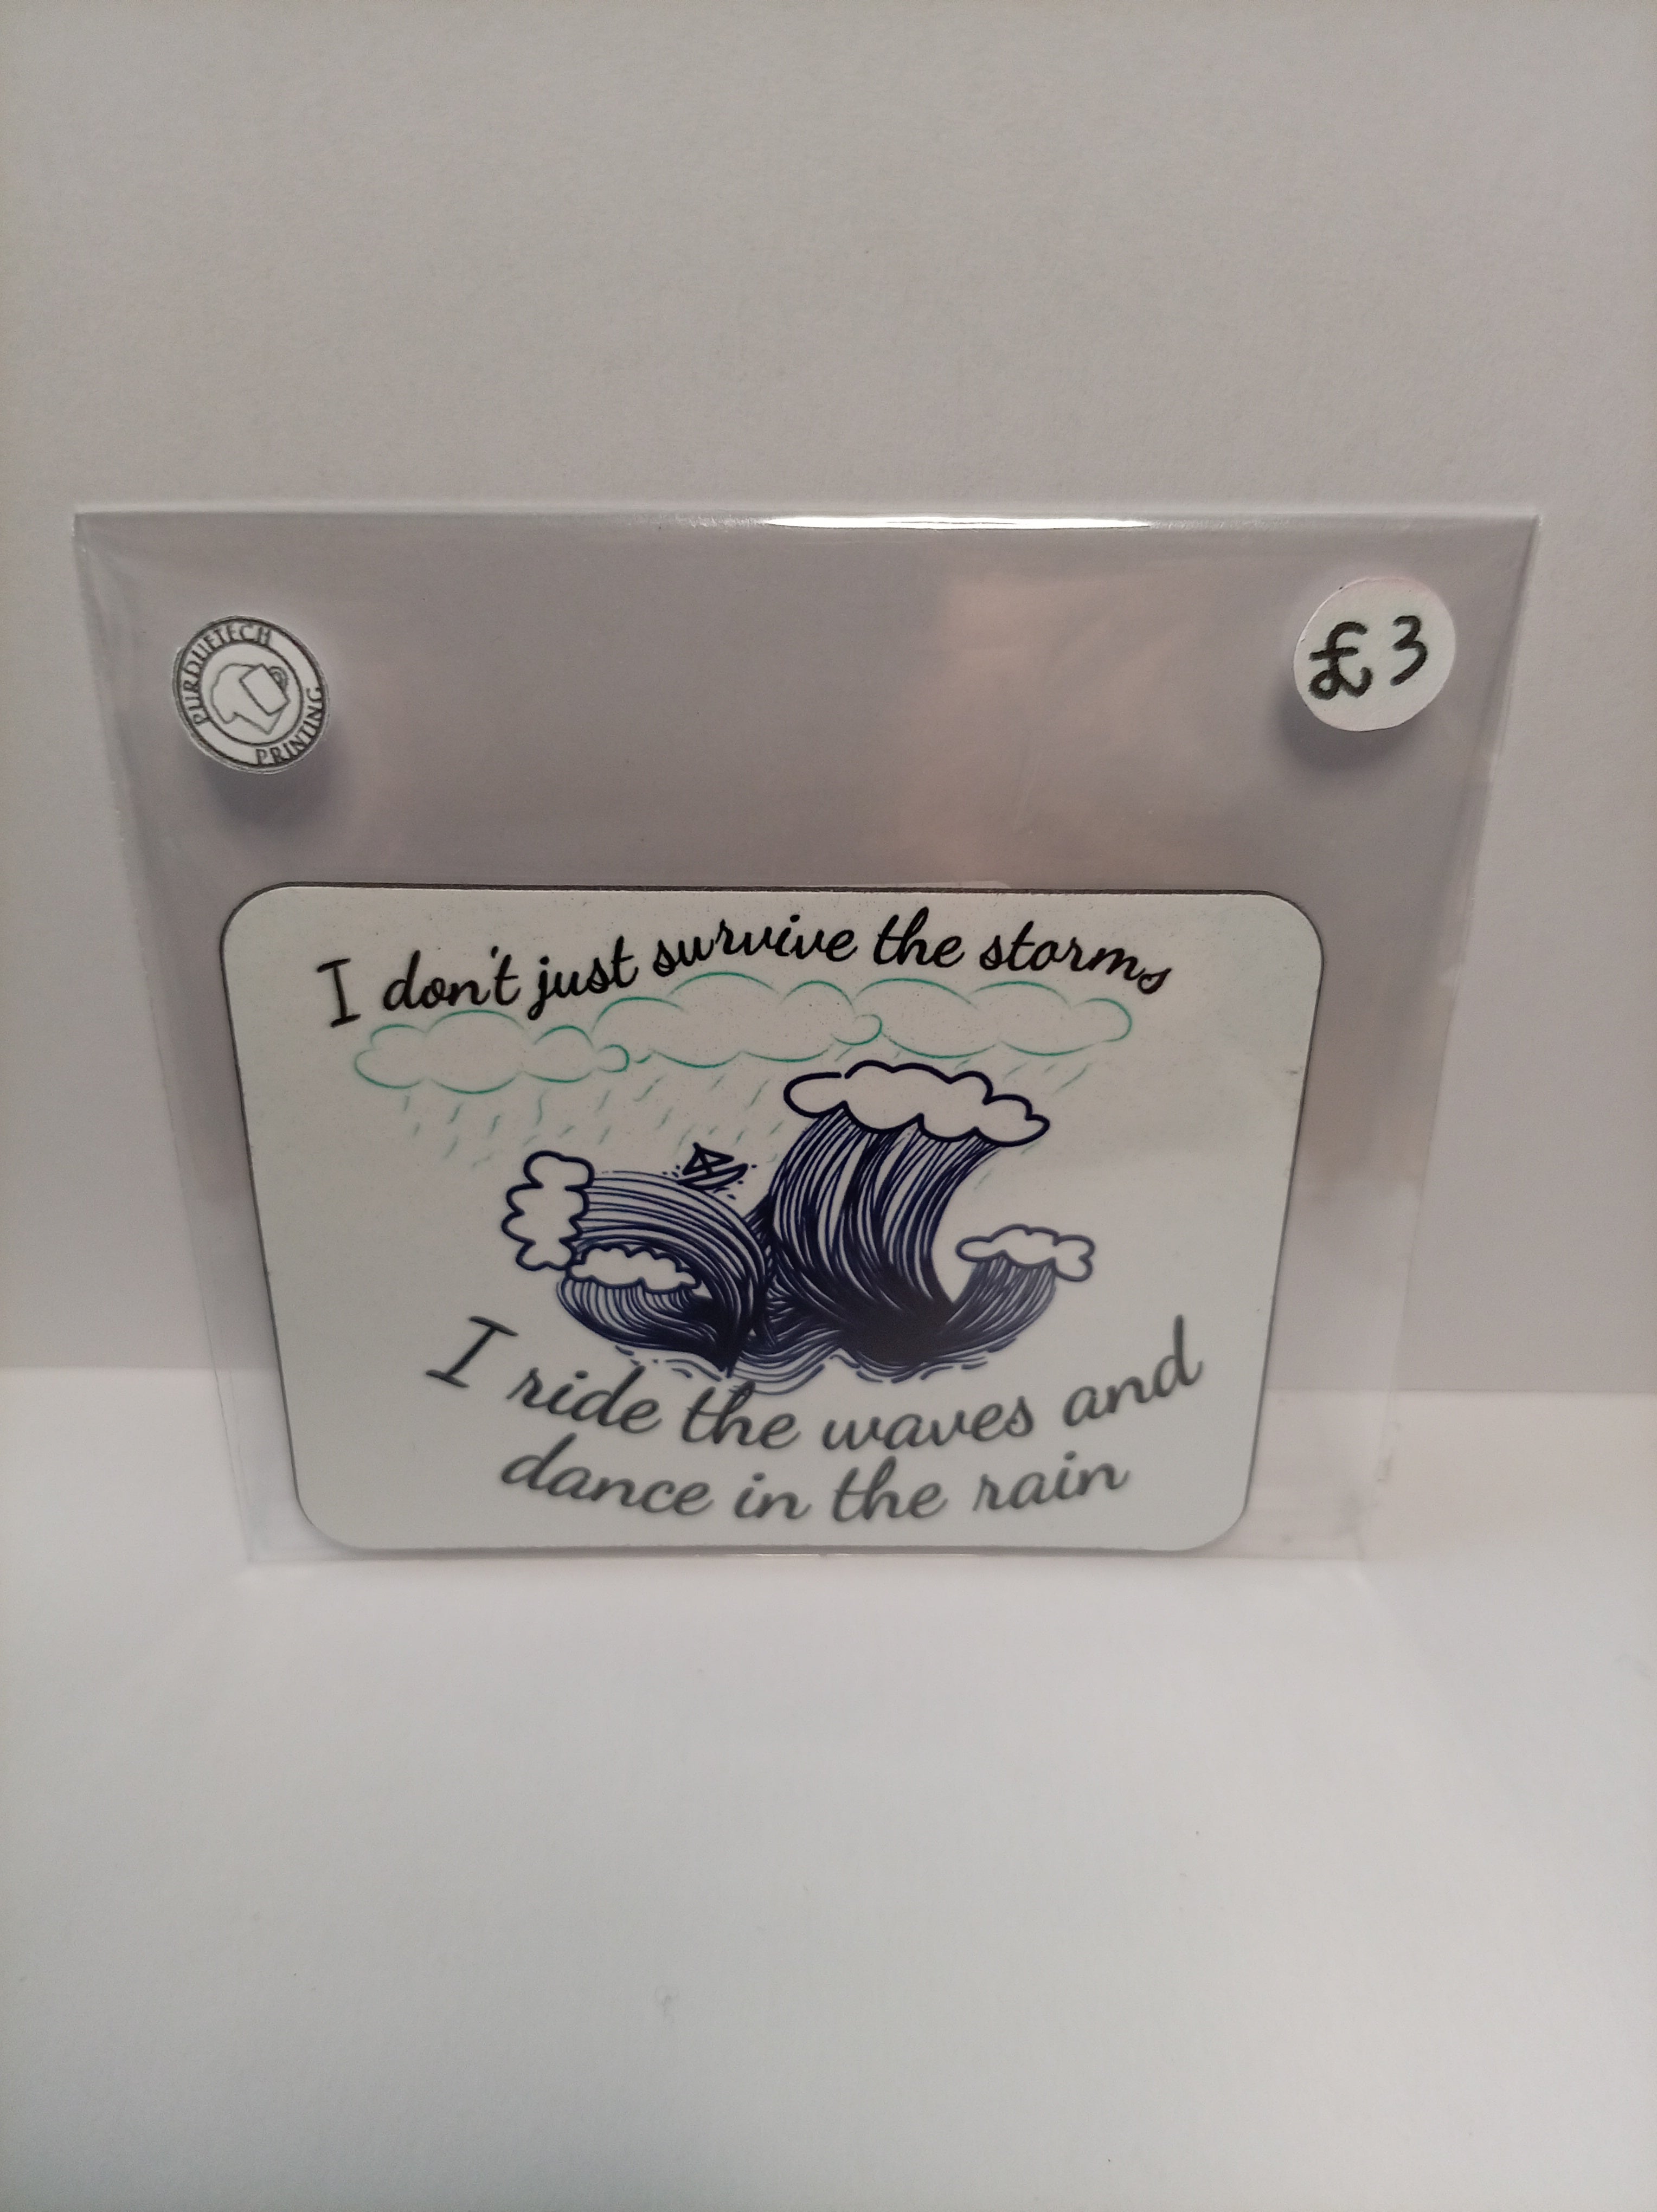 PURDUETECH
PRINTING
£3
I don't just survive the storms
I ride the waves and
dance in the rain